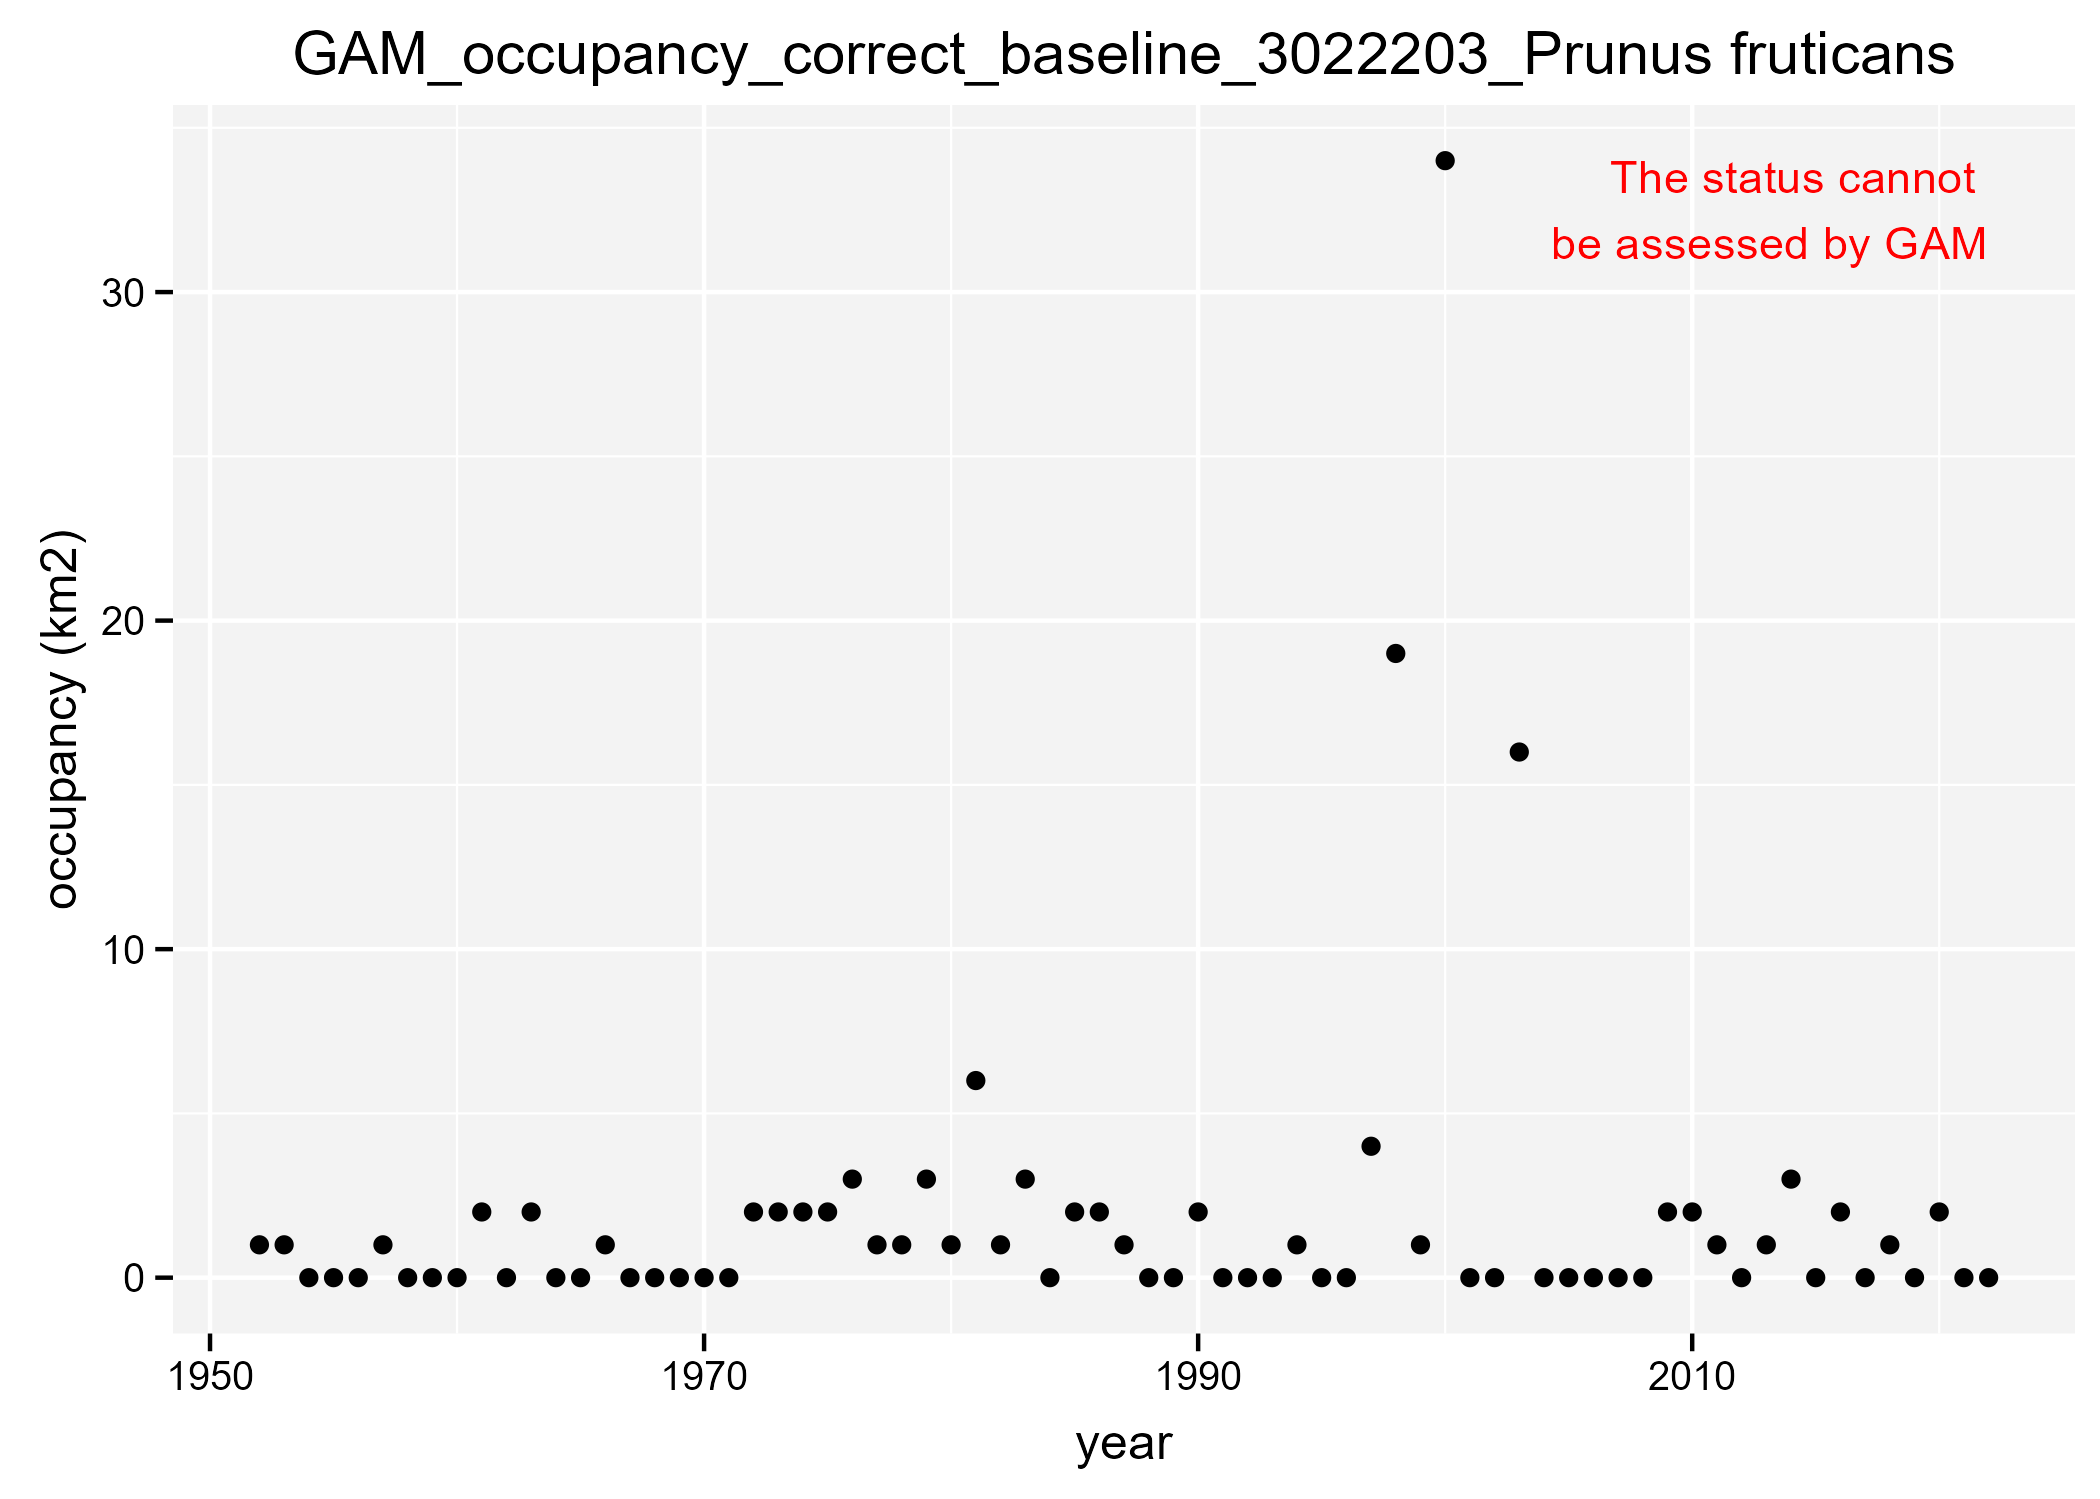 GAM_occupancy_correct_baseline_3022203_Prunus fruticans
The status cannot
be assessed by GAM
30
20
10
0
occupancy (km2)
1950
1970
1990
2010
year